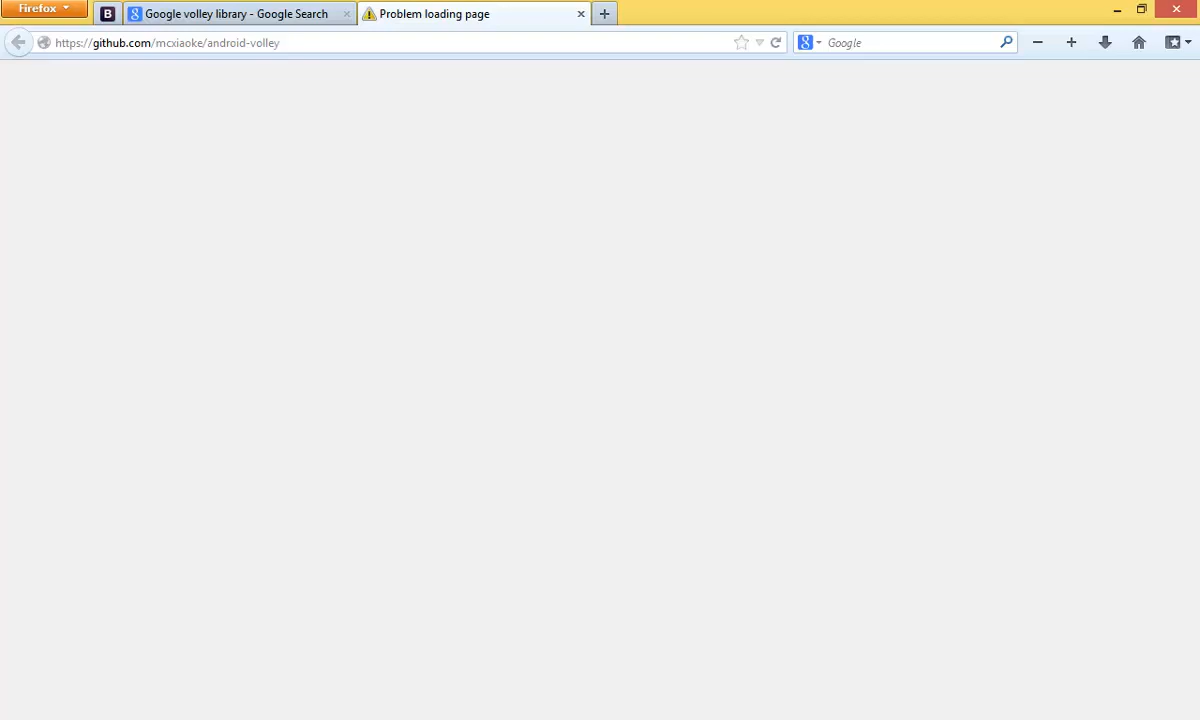 Firefox
B
Google volley library - Google Search
Problem loading page
https://github.com/mcxiaoke/android-volley
Google